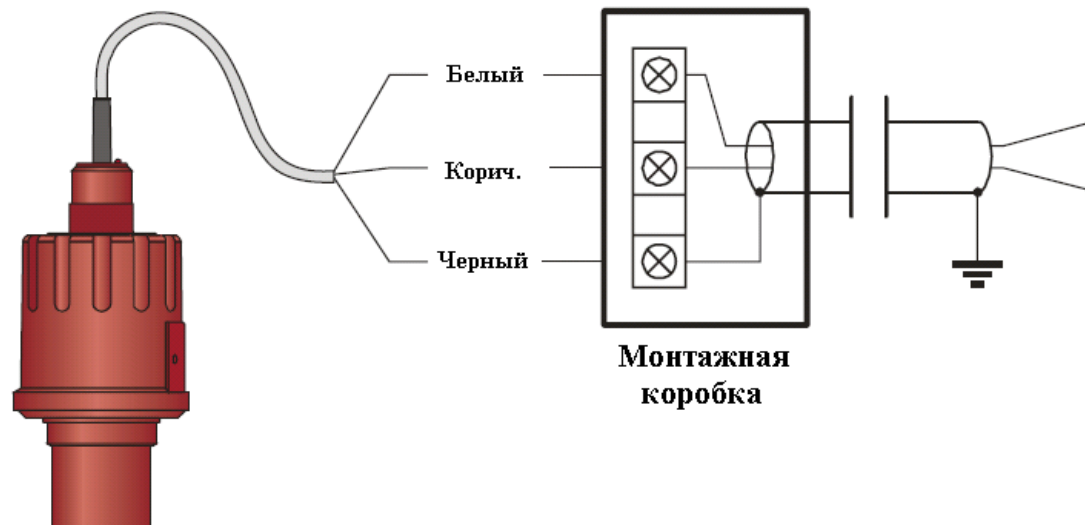 Белый
Корич.
Черный
Монтажная
коробка